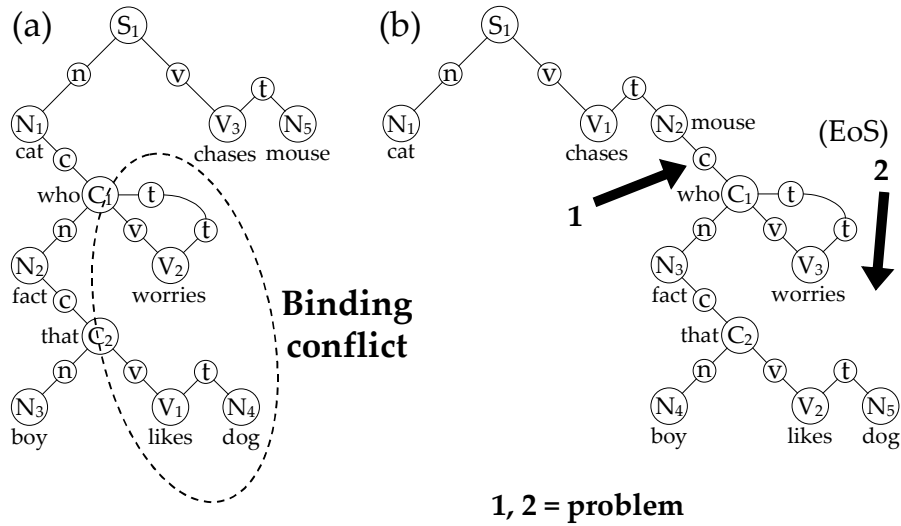 (a)
S1
n
v
t
N1
cat
V3
chases
N5
mouse
c
who
C1
t
n
v
t
N2
fact
V2
worries
c
that
C2
n
v
t
N3
boy
V1
likes
N4
dog
Binding
conflict
(b)
S1
n
v
t
N1
cat
V1
chases
N2
mouse
(EoS)
c
1
2
who
C1
t
n
v
t
N3
fact
V3
worries
c
that
C2
n
v
t
N4
boy
V2
likes
N5
dog
1, 2 = problem